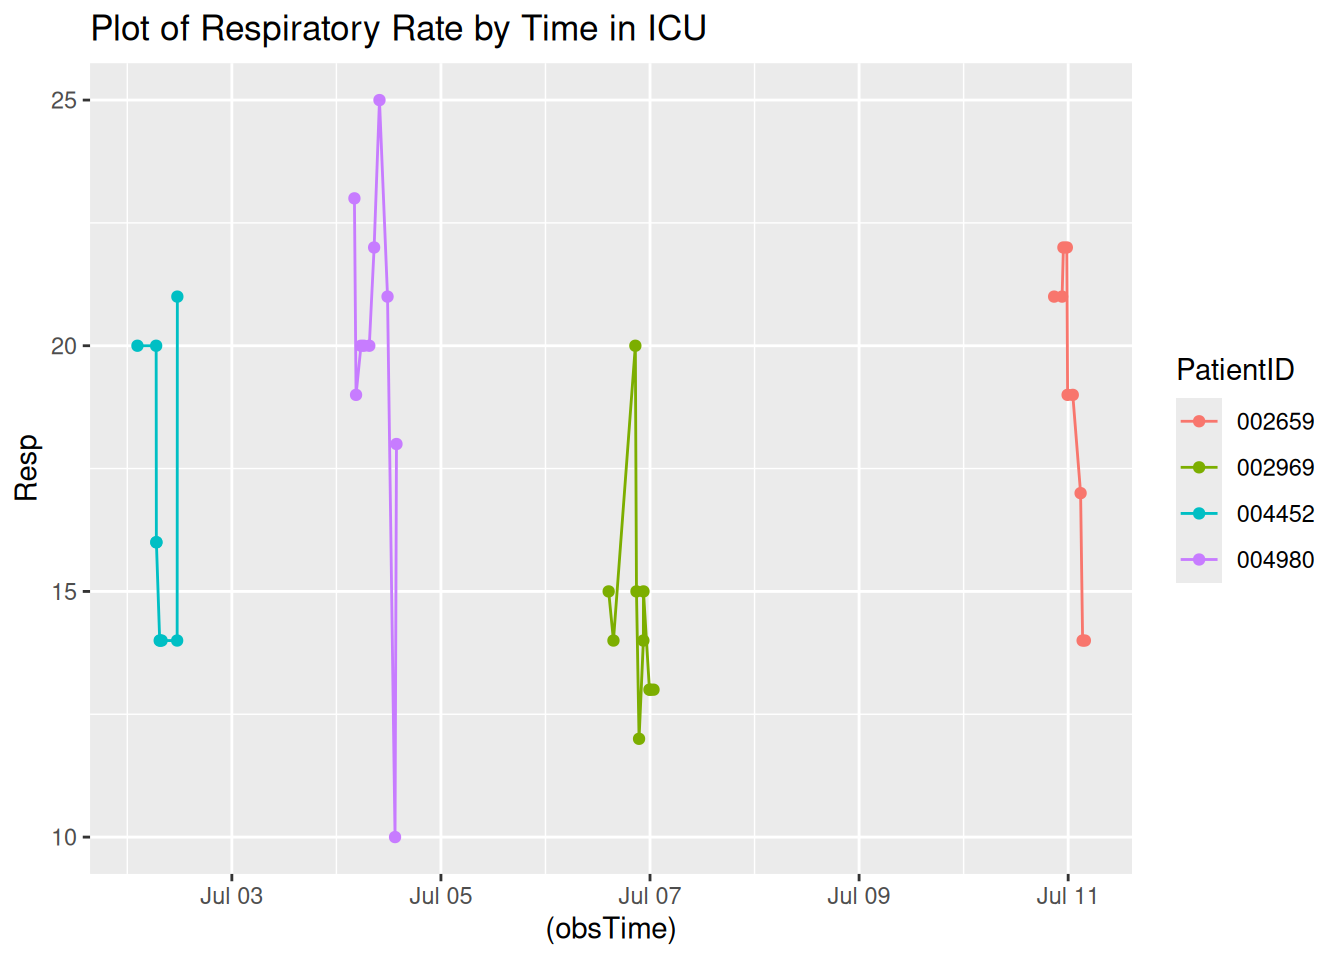 Plot of Respiratory Rate by Time in ICU
25
20
15
10
Resp
Jul 03
Jul 05
Jul 07
Jul 09
Jul 11
(obsTime)
PatientID
002659
002969
004452
004980